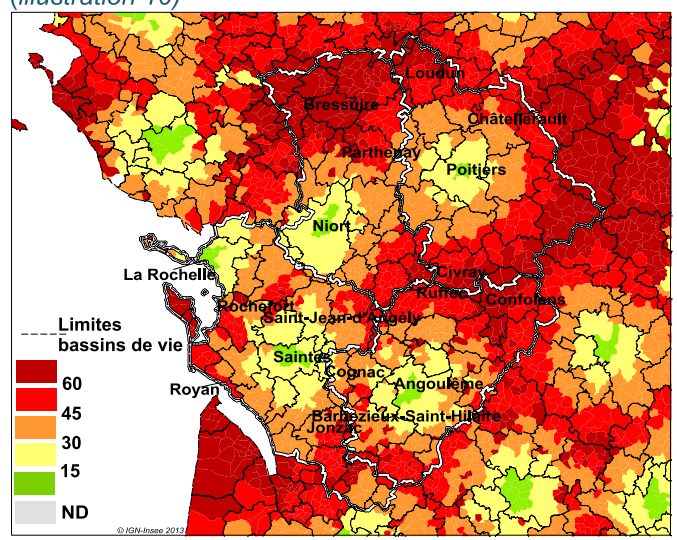 (illustration 10)
Loudun
Bressuire
Châtellerault
Parthenay
Poitiers
Niort
La Rochelle
Civray
Ruffec
Confolens
Rochefort
Saint-Jean-d'Angély
Limites
bassins de vie
Saintes
Cognac
Angoulême
Royan
Barbezieux-Saint-Hilaire
Jonzac
60
45
30
15
ND
© IGN-Insee 2013